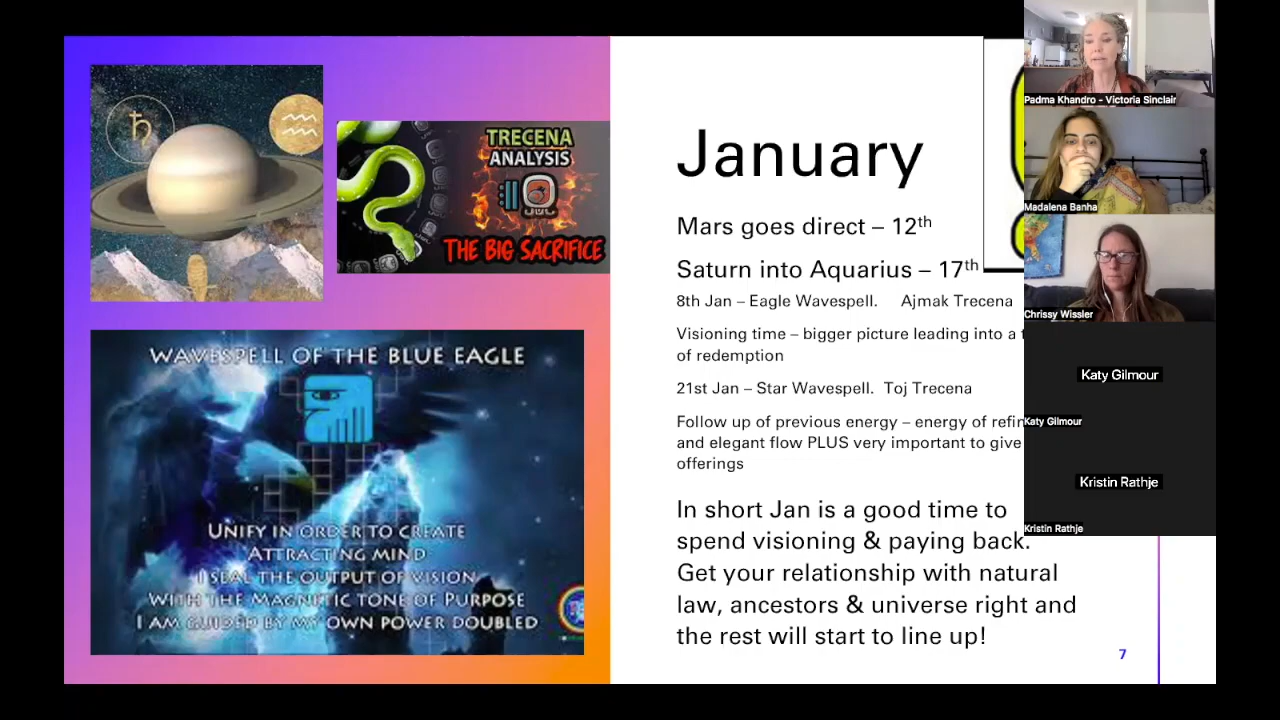 TRECENA
ANALYSIS
THE BIG SACRIFICE
WAVESPELL OF THE BLUE EAGLE
UNIFY IN ORDER TO CREATE
ATTRACTING MIND
I SEAL THE OUTPUT OF VISION
WITH THE MAGNETIC TONE OF PURPOSE
I AM GUIDED BY MY OWN POWER DOUBLED
January
Mars goes direct – 12th
Saturn into Aquarius – 17th
8th Jan – Eagle Wavespell. Ajmak Trecena
Visioning time – bigger picture leading into a
of redemption
21st Jan – Star Wavespell. Toj Trecena
Follow up of previous energy – energy of
and elegant flow PLUS very important to give
offerings
In short Jan is a good time to
spend visioning & paying back.
Get your relationship with natural
law, ancestors & universe right and
the rest will start to line up!
7
Padma Khandro - Victoria Sinclair
Madalena Banha
Chrissy Wissler
Katy Gilmour
Katy Gilmour
Kristin Rathje
Kristin Rathje